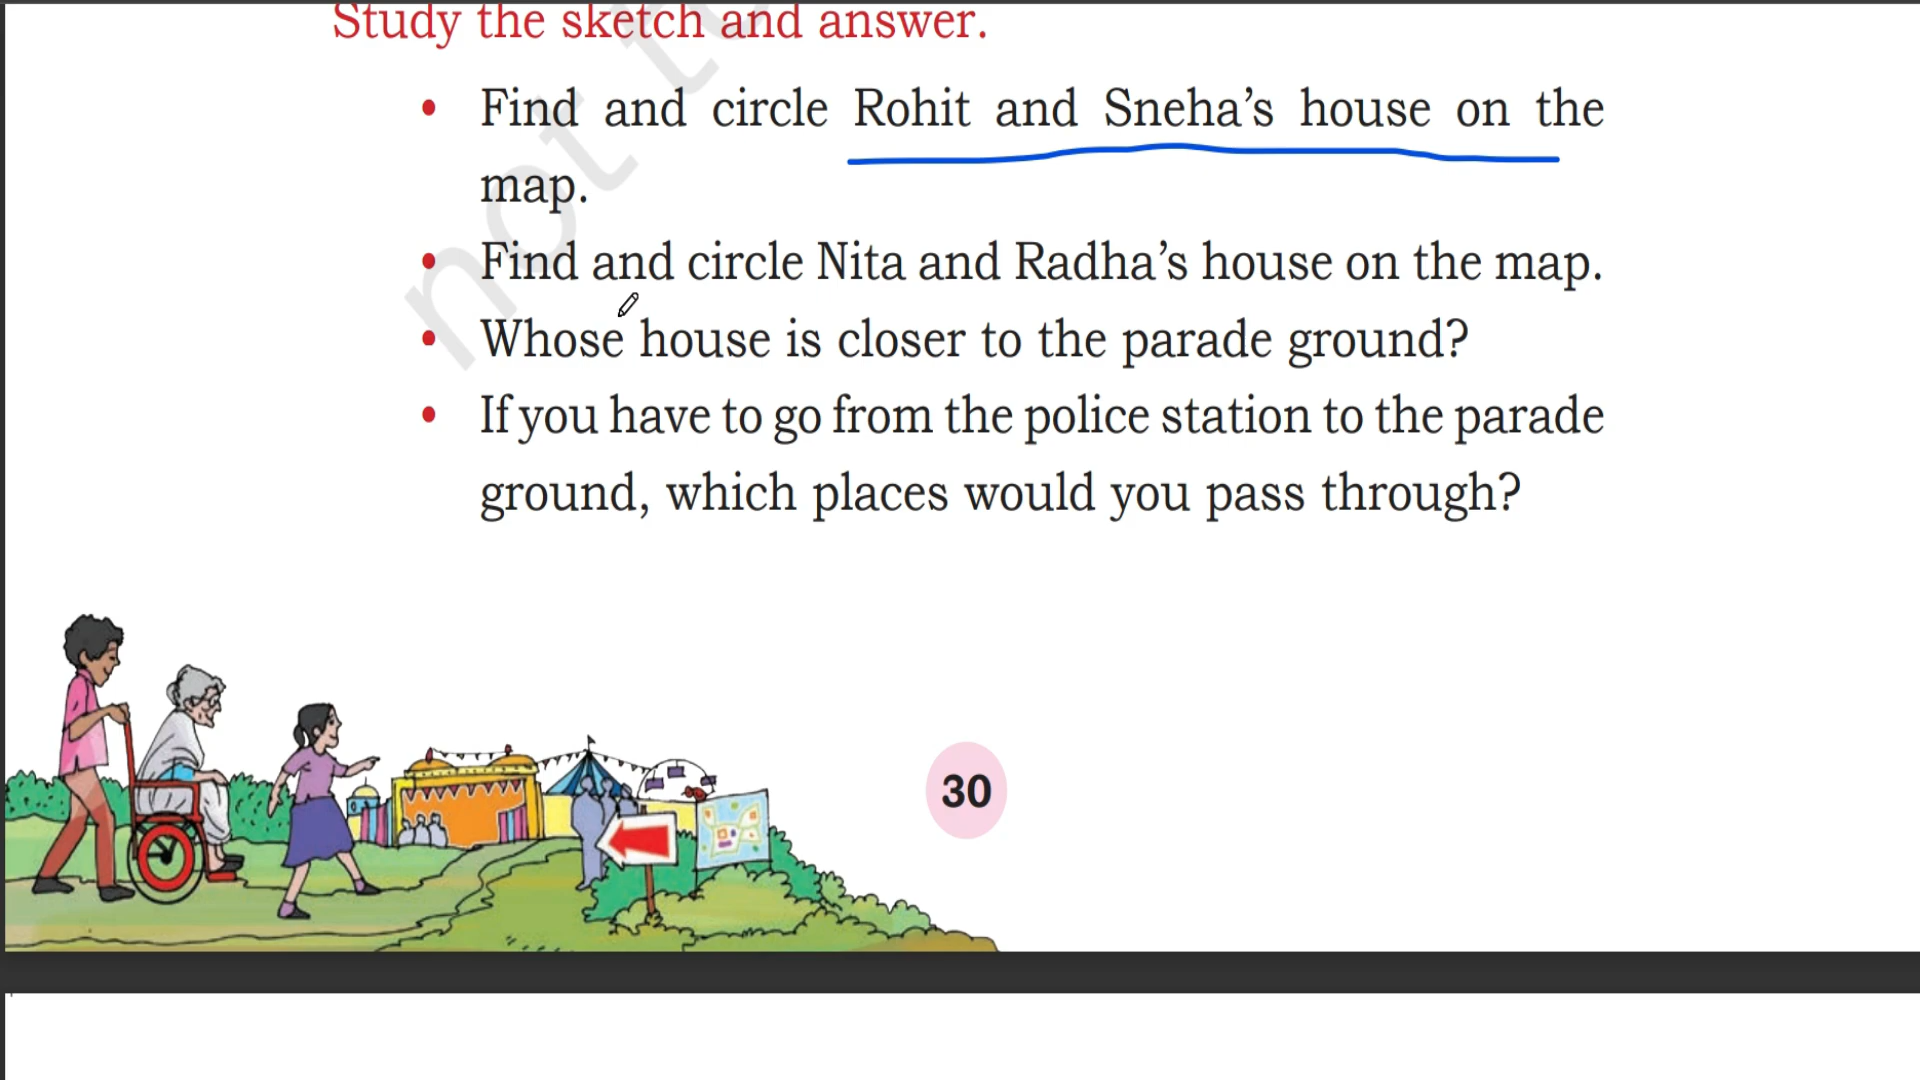 Study the sketch and answer.
• Find and circle Rohit and Sneha’s house on the
map.
• Find and circle Nita and Radha’s house on the map.
• Whose house is closer to the parade ground?
• If you have to go from the police station to the parade
ground, which places would you pass through?
not
30